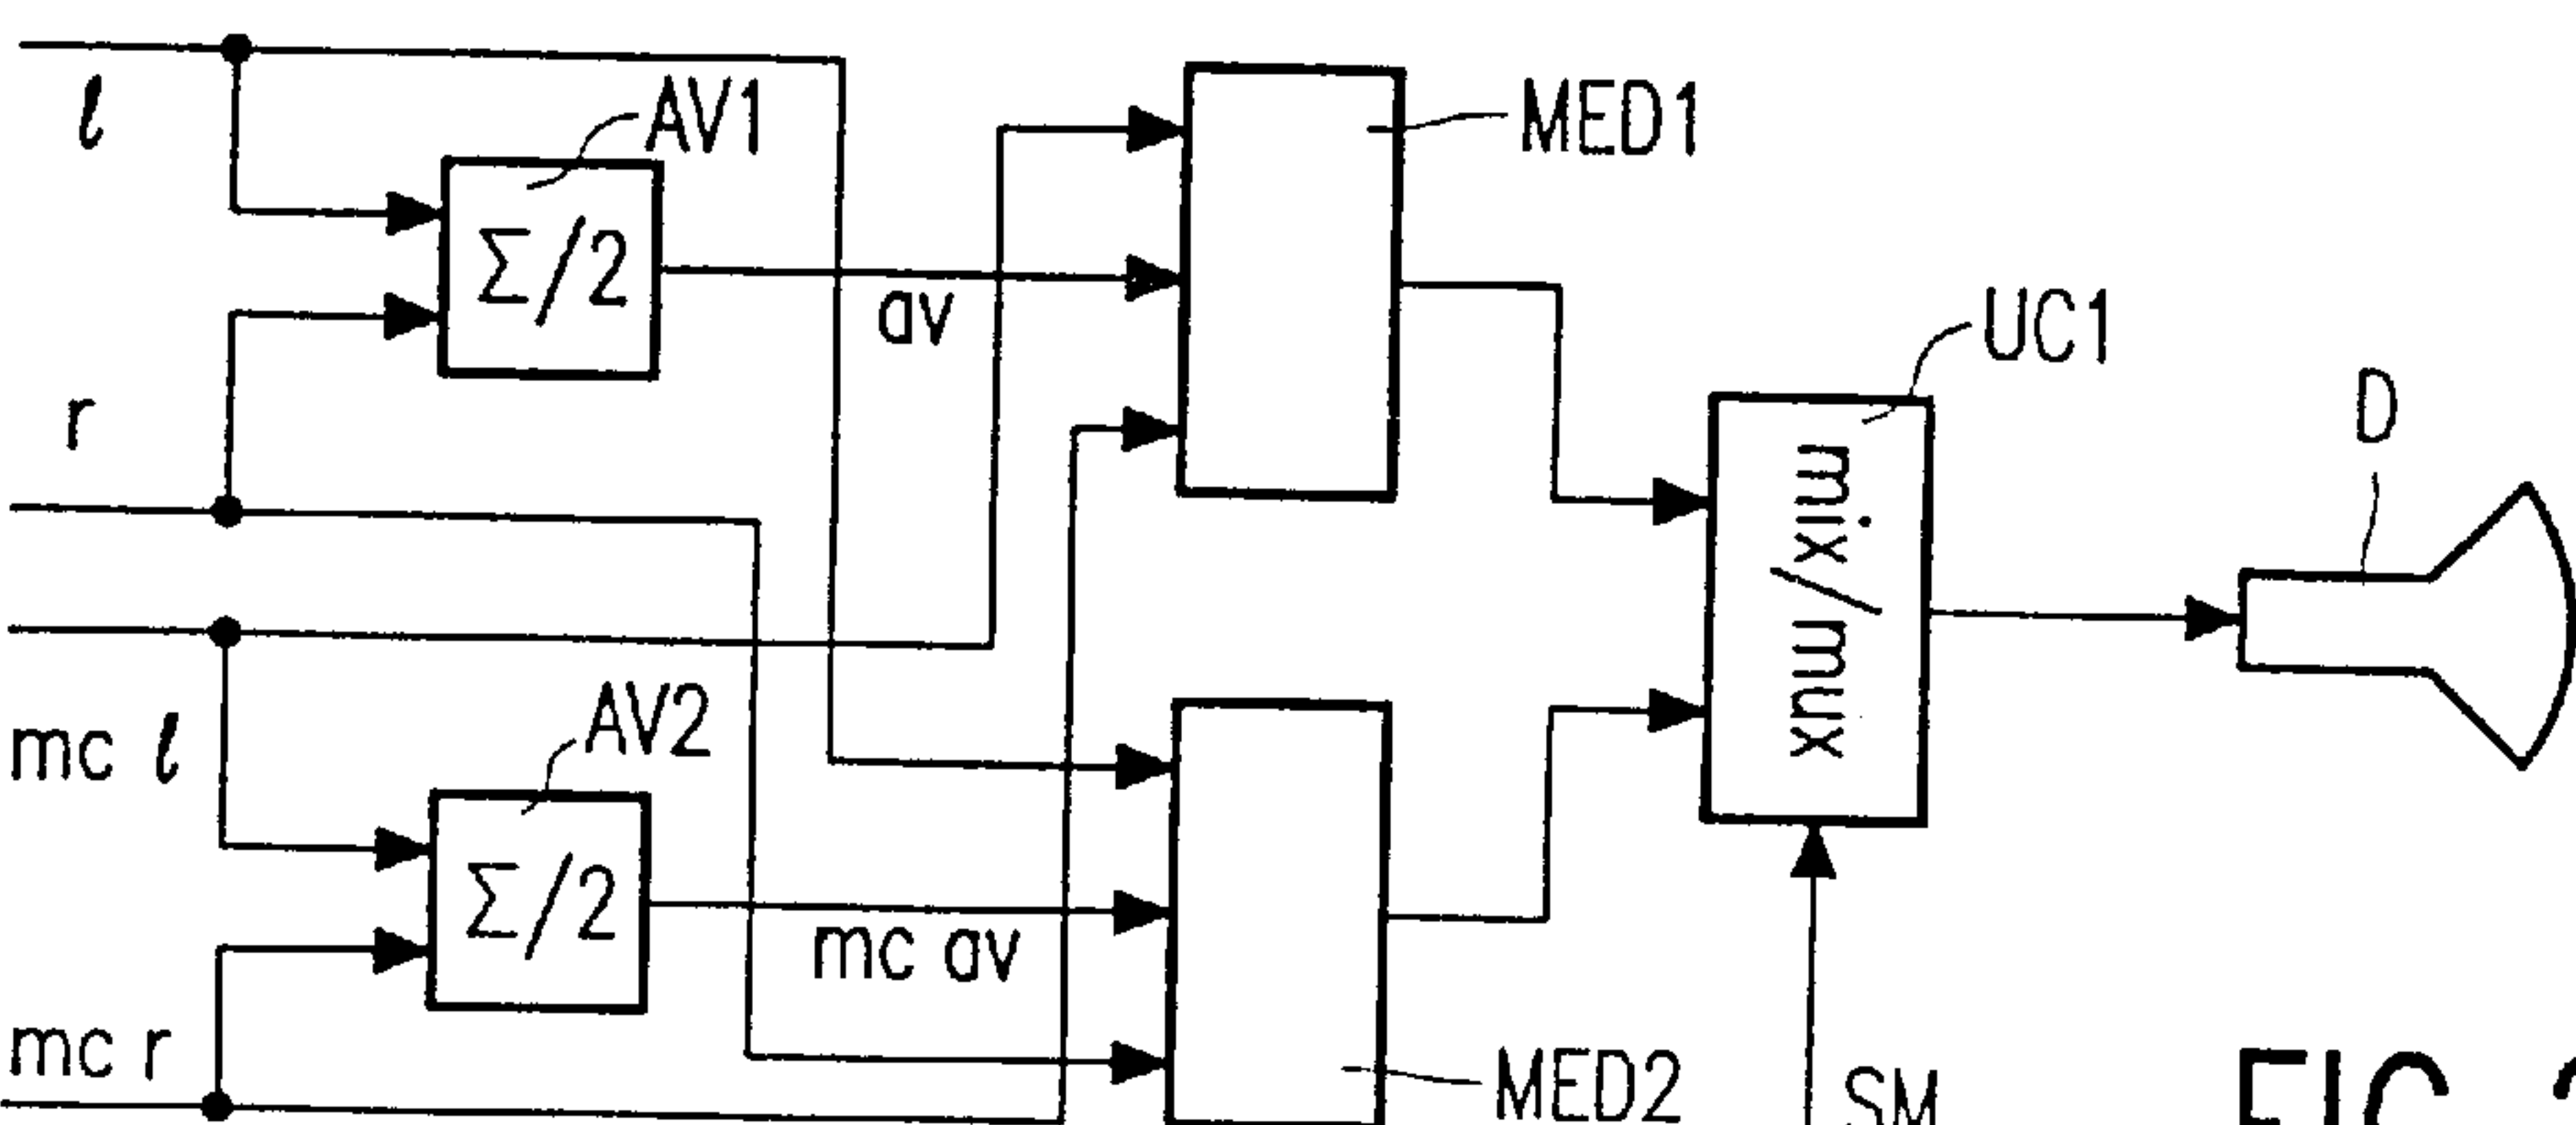 l
AV1
MED1
Σ/2
av
UC1
r
D
mix/mux
mc l
AV2
Σ/2
mc av
mc r
MED2
SM